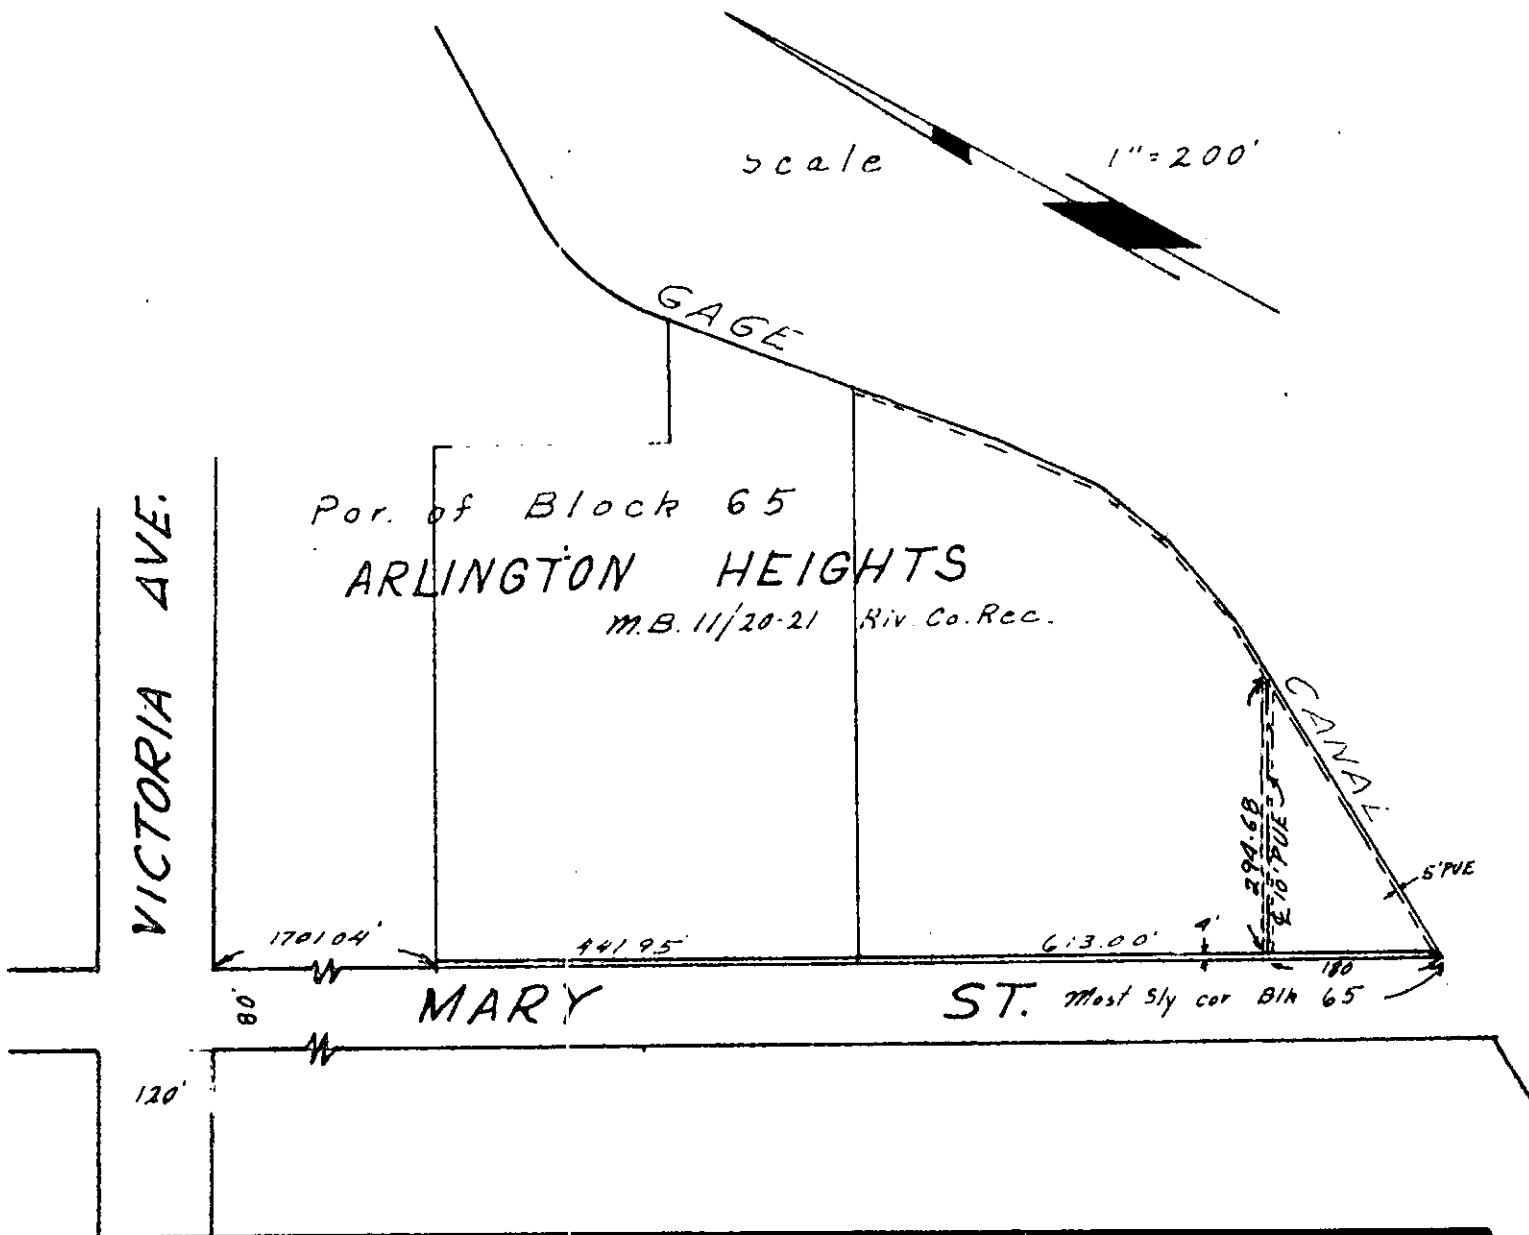 Scale 1"=200'
GAGE
Por. of Block 65
ARLINGTON HEIGHTS
M.B. 11/20-21 Riv. Co. Rec.
VICTORIA AVE.
CANAL
294.68
℄ 10' PUE
5' PUE
1701.04'
441.95'
613.00'
4'
180
80'
MARY ST.
Most Sly cor Blk 65
120'